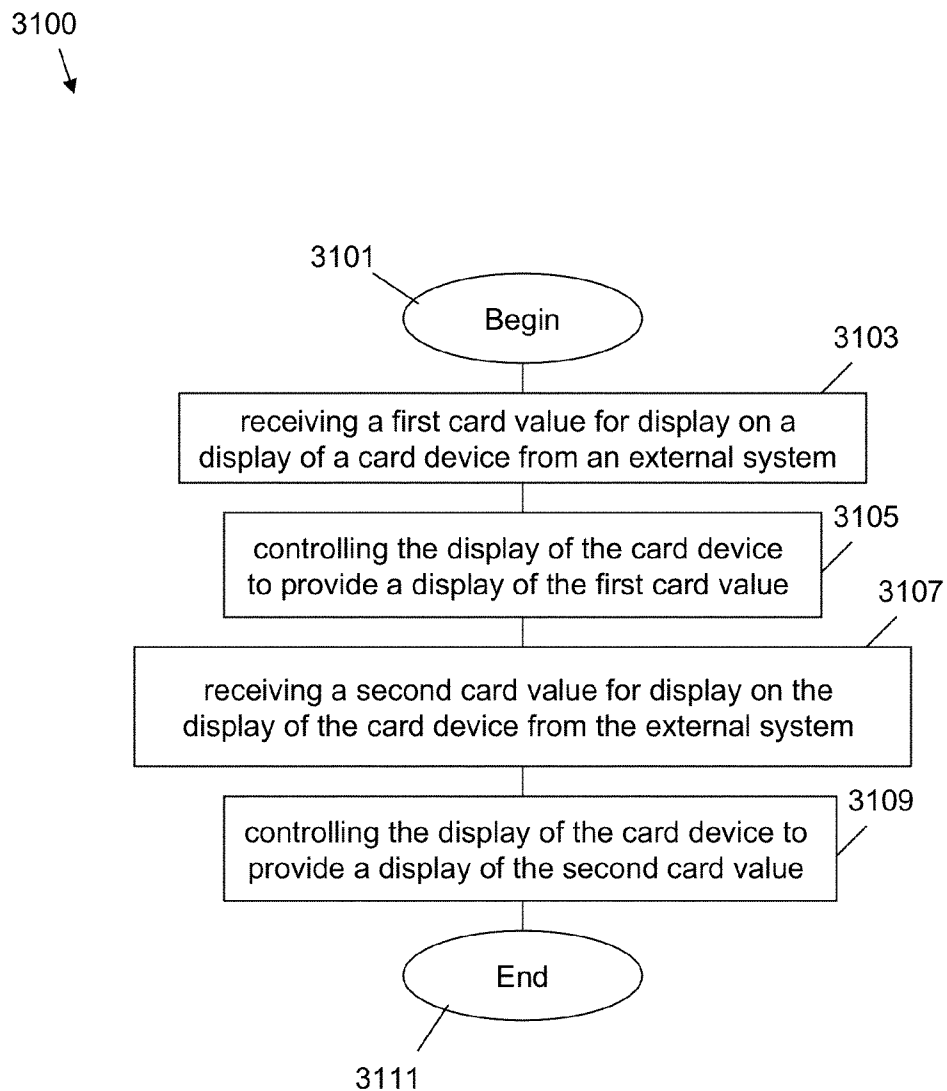 3100
3101
Begin
3103
receiving a first card value for display on a
display of a card device from an external system
3105
controlling the display of the card device
to provide a display of the first card value
3107
receiving a second card value for display on the
display of the card device from the external system
3109
controlling the display of the card device to
provide a display of the second card value
End
3111